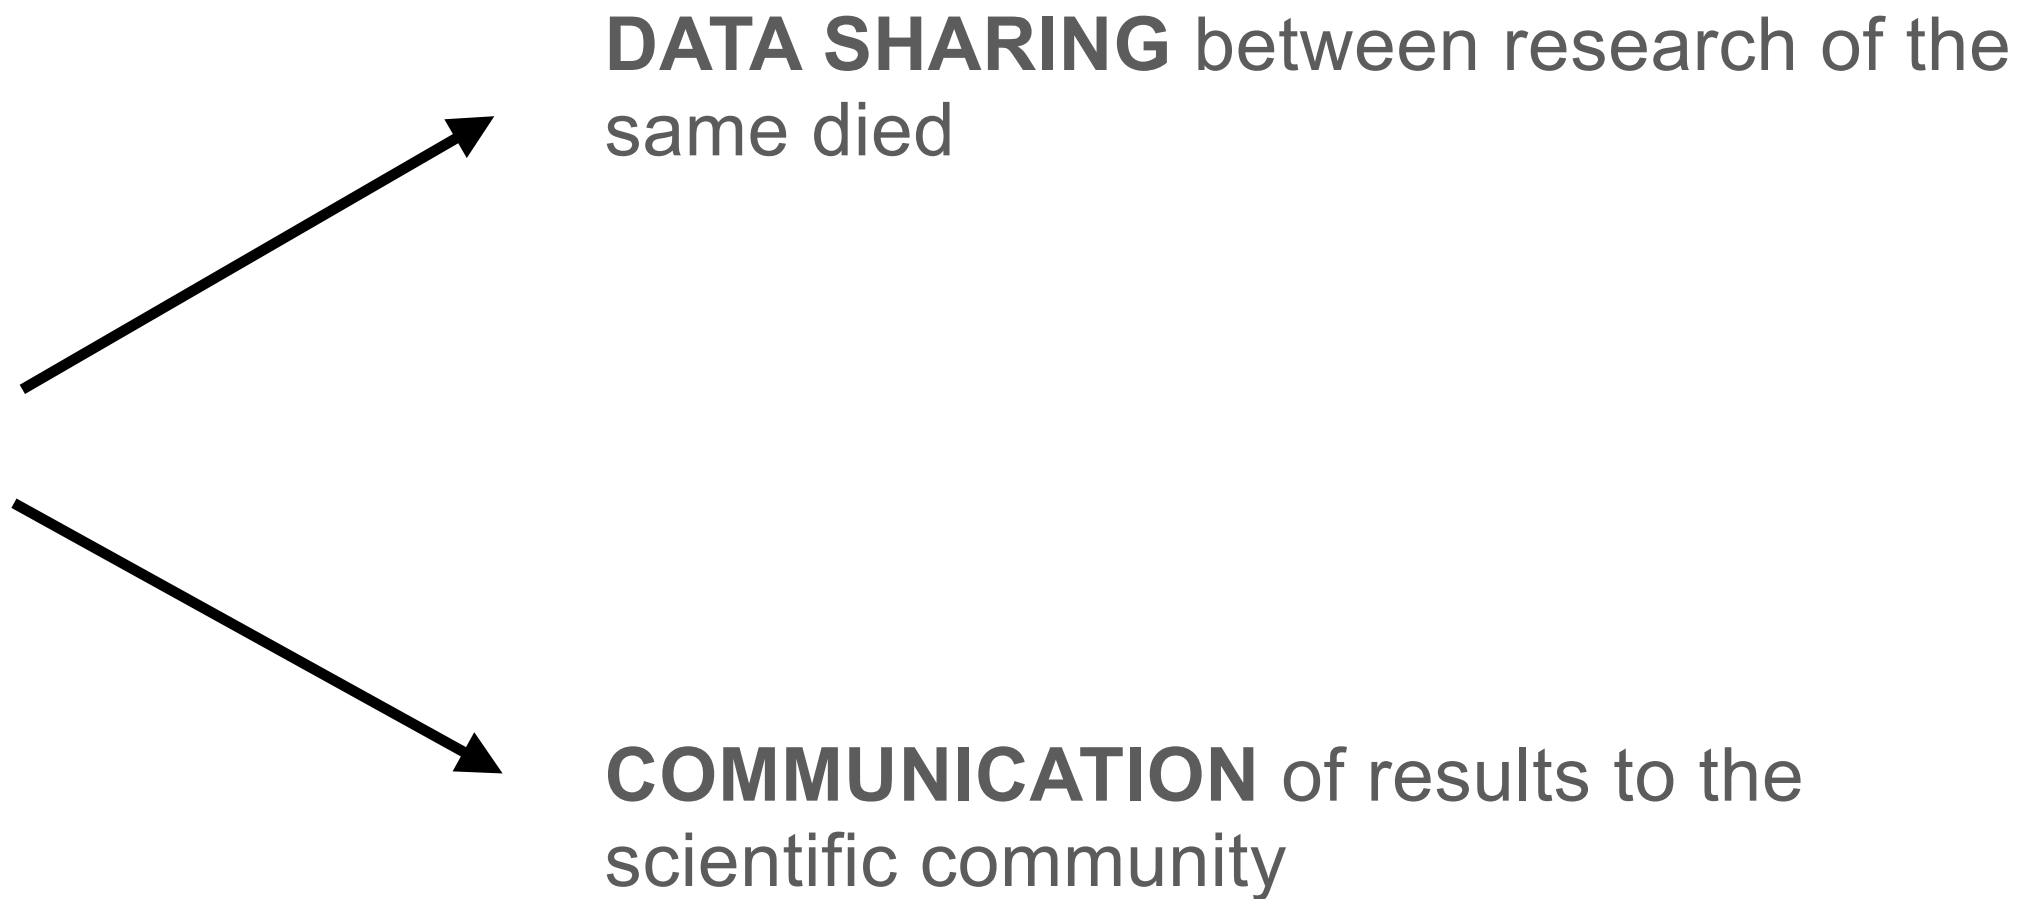 DATA SHARING between research of the
same died
COMMUNICATION of results to the
scientific community